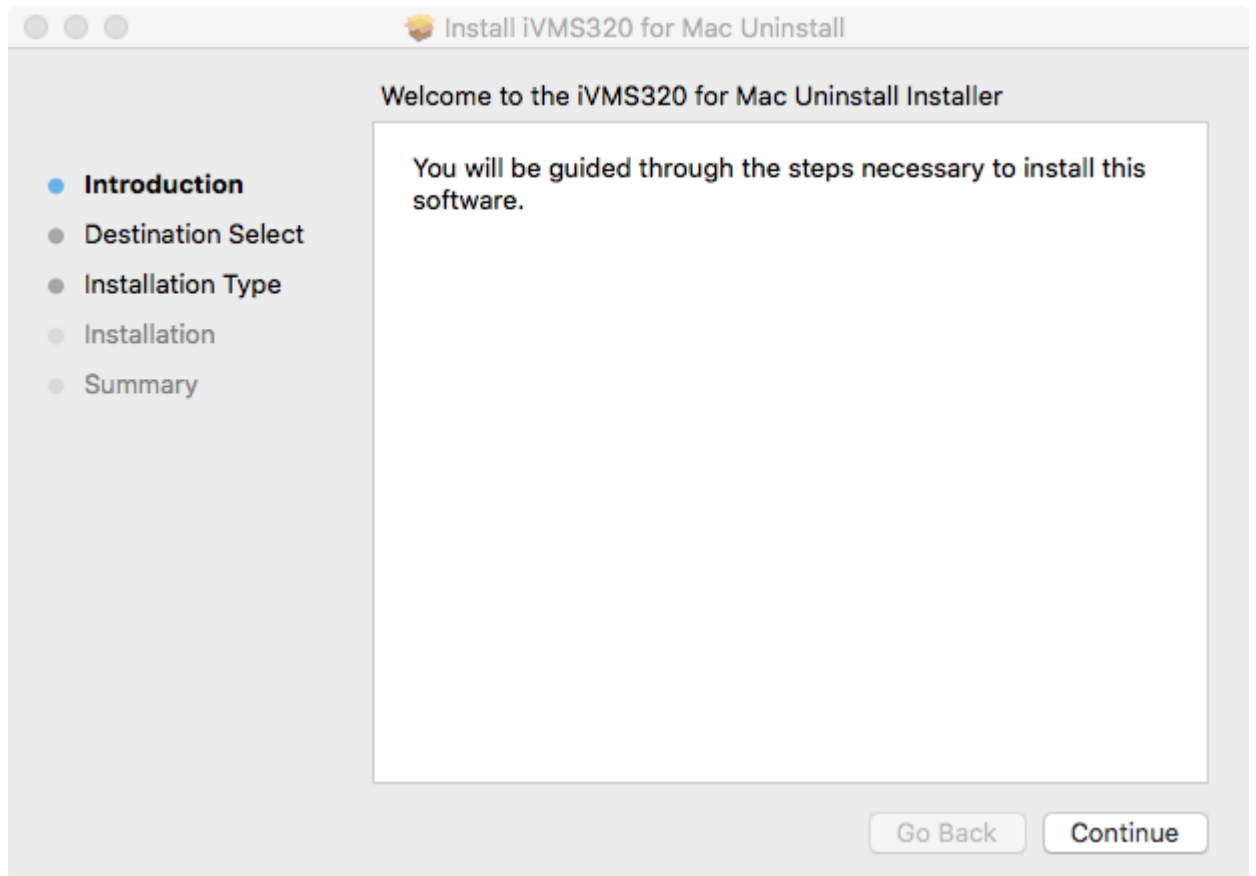 Install iVMS320 for Mac Uninstall
Welcome to the iVMS320 for Mac Uninstall Installer
Introduction
Destination Select
Installation Type
Installation
Summary
You will be guided through the steps necessary to install this
software.
Go Back
Continue